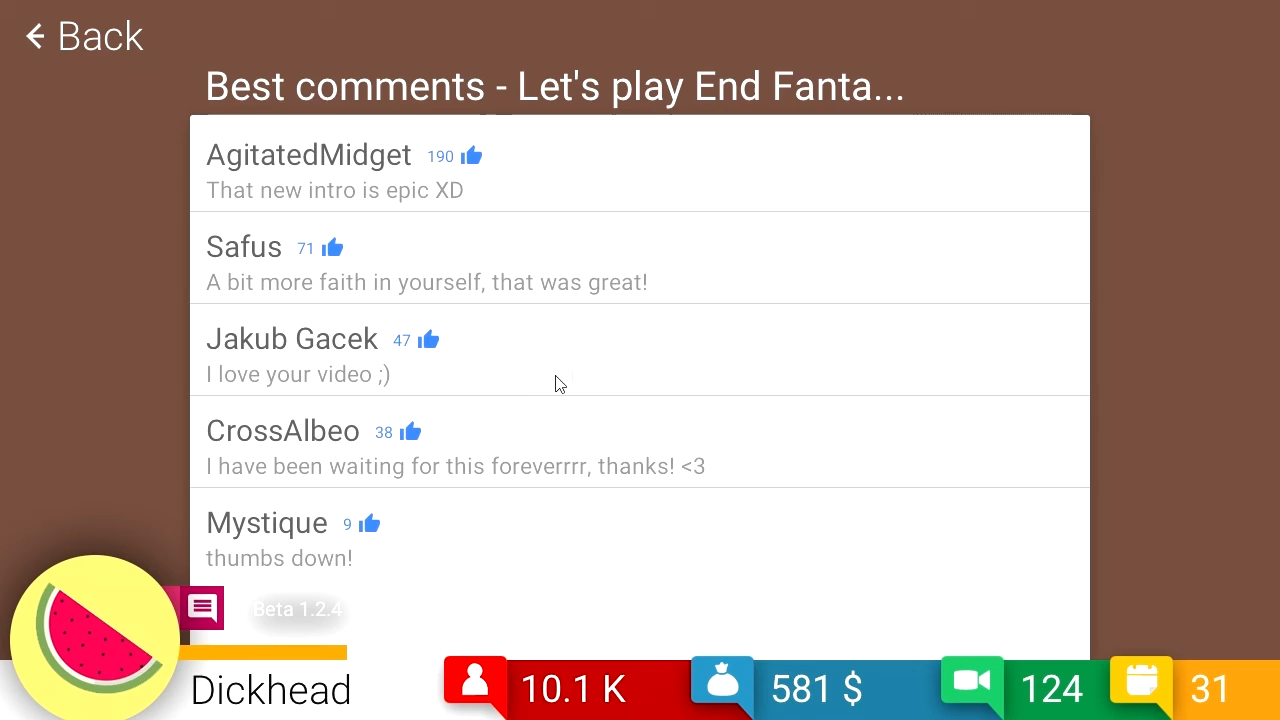 Back
Best comments - Let's play End Fanta...
AgitatedMidget 190
That new intro is epic XD
Safus 71
A bit more faith in yourself, that was great!
Jakub Gacek 47
I love your video ;)
CrossAlbeo 38
I have been waiting for this foreverrrr, thanks! <3
Mystique 9
thumbs down!
Beta 1.2.4
Dickhead 10.1 K 581 $ 124 31